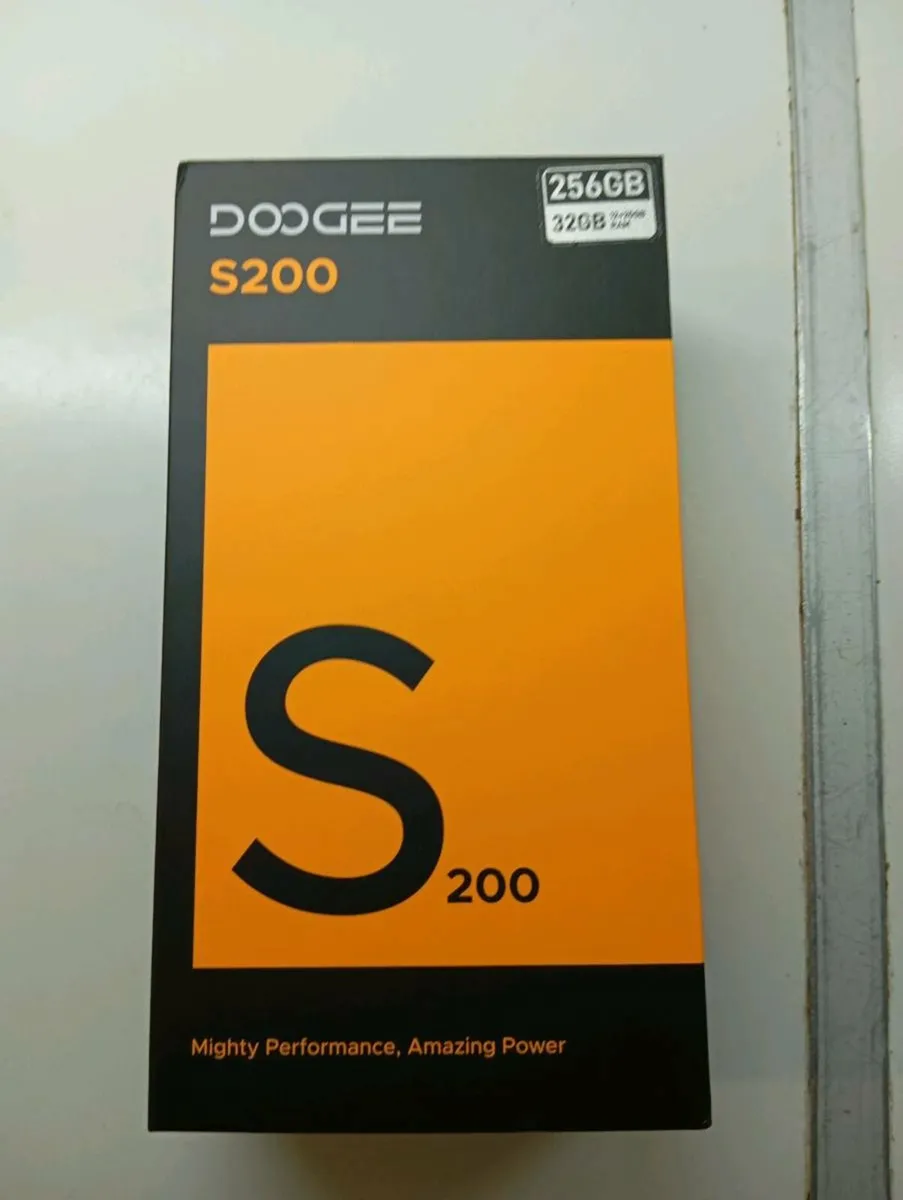 DOOGEE
S200
256GB
32GB
S
200
Mighty Performance, Amazing Power